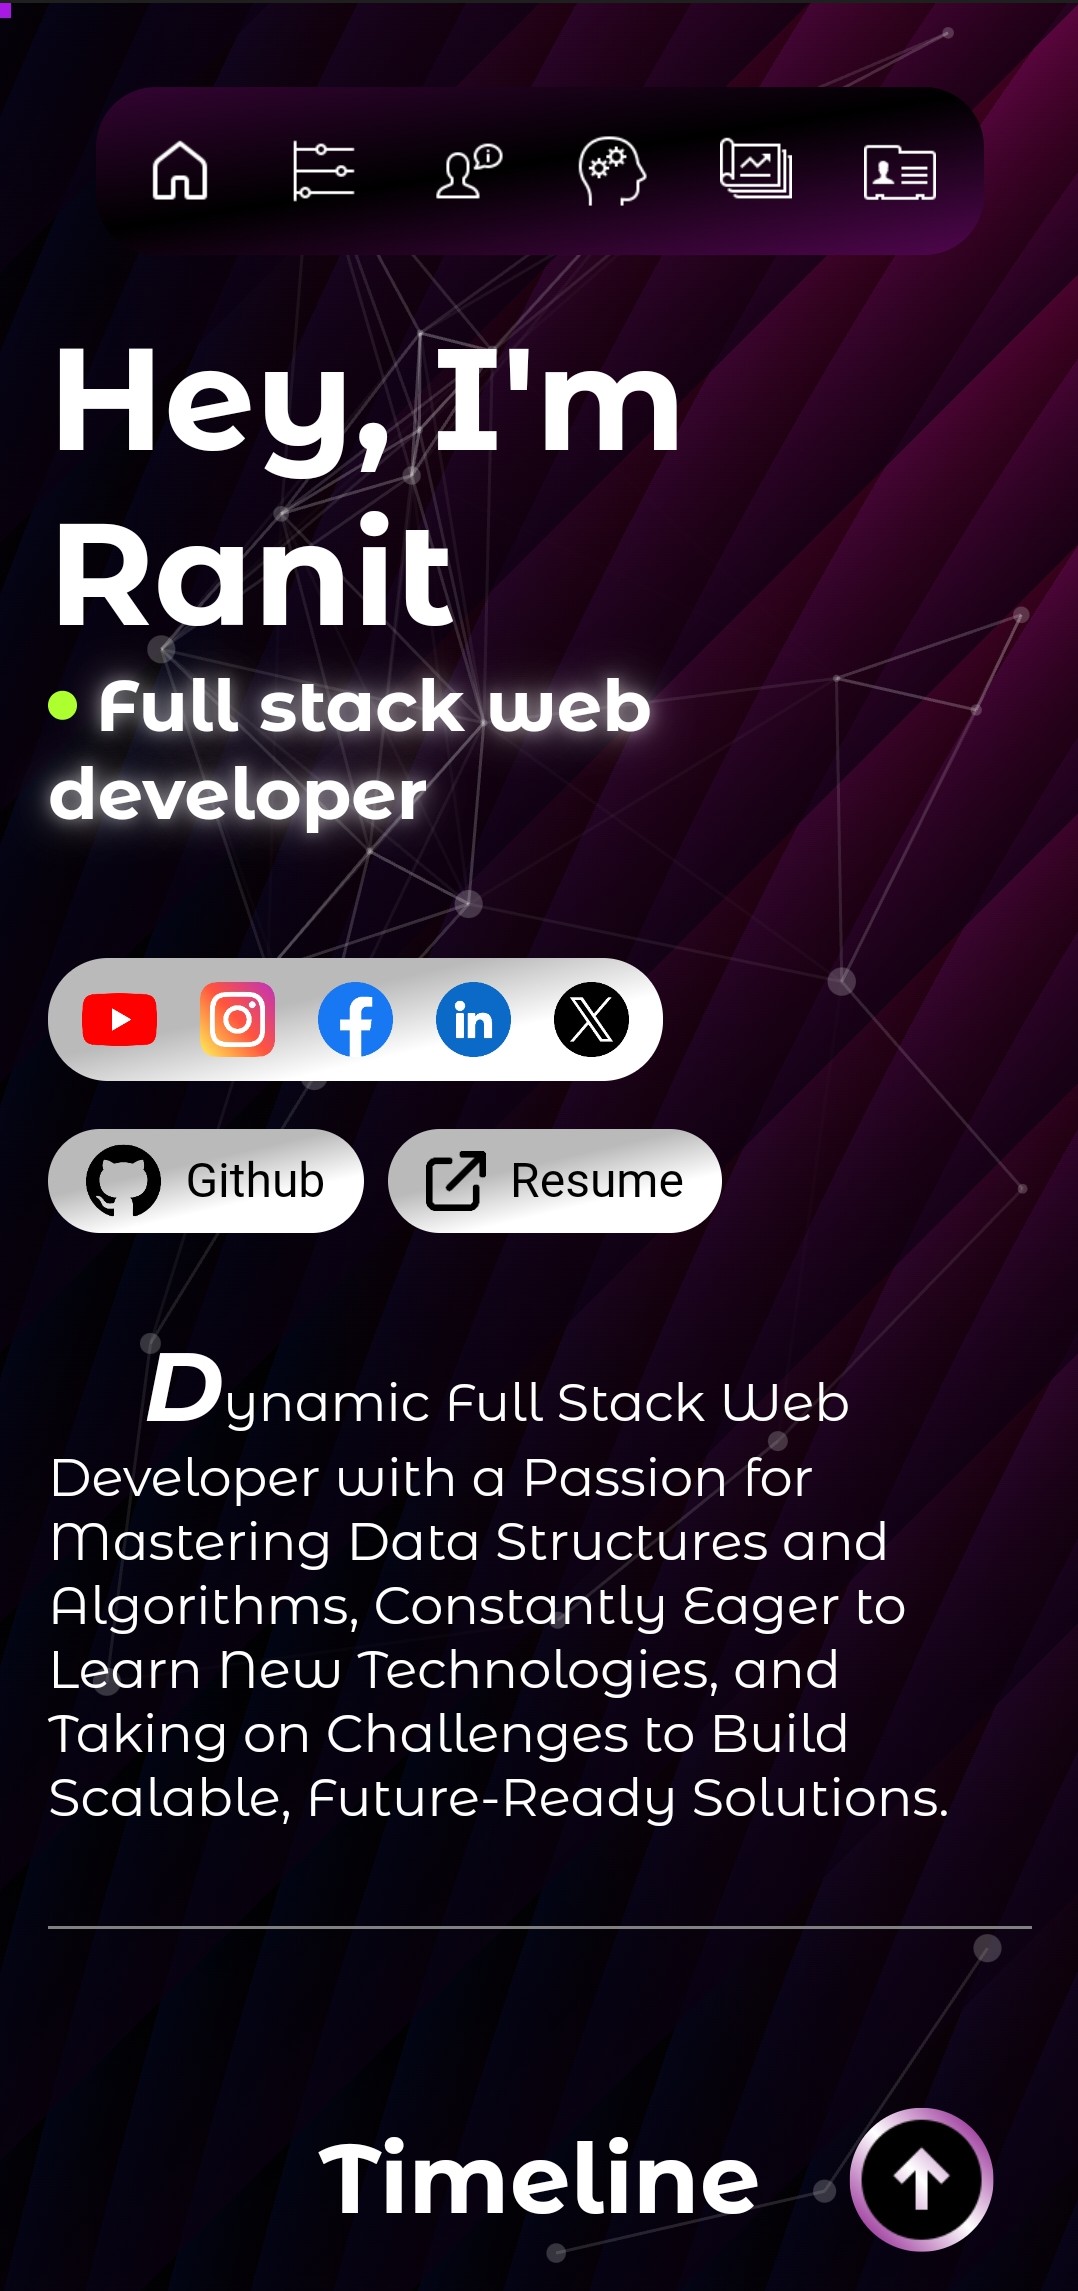 Hey, I'm
Ranit
Full stack web
developer
Github
Resume
Dynamic Full Stack Web
Developer with a Passion for
Mastering Data Structures and
Algorithms, Constantly Eager to
Learn New Technologies, and
Taking on Challenges to Build
Scalable, Future-Ready Solutions.
Timeline